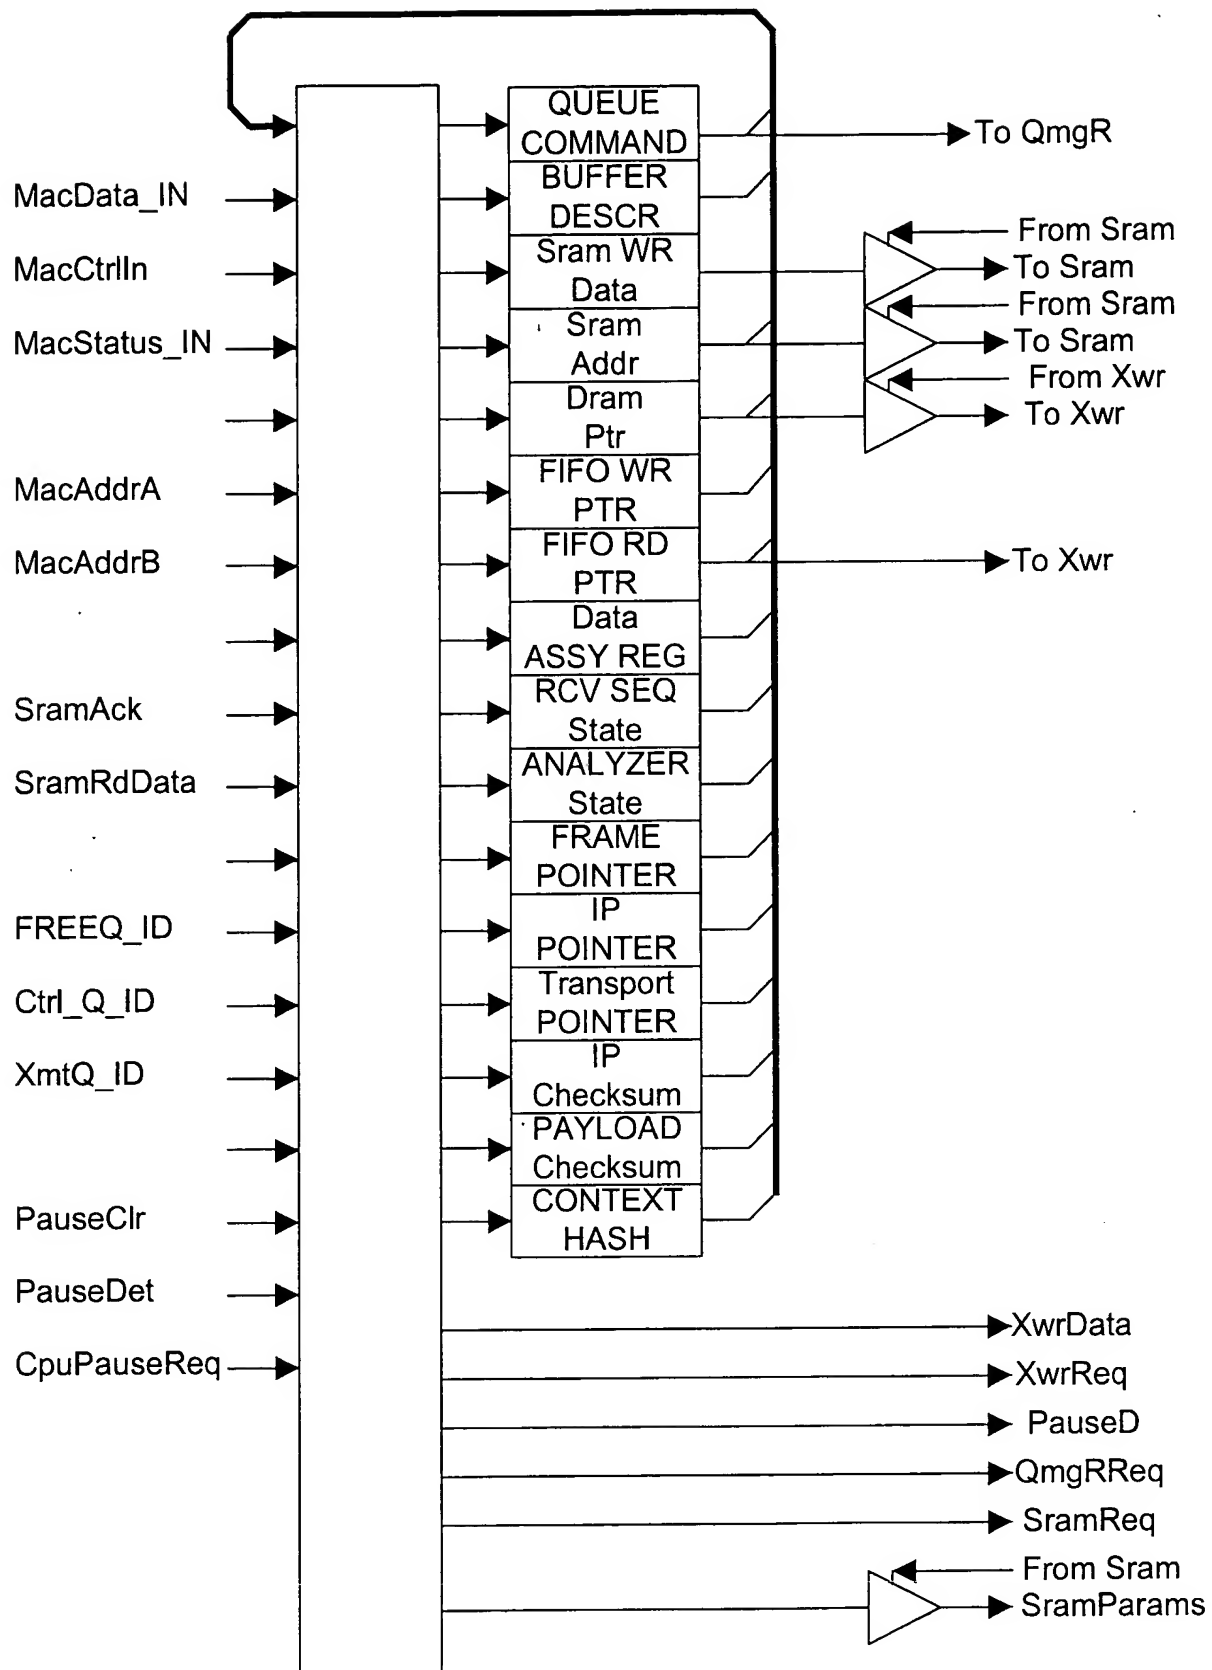 MacData_IN
MacCtrlIn
MacStatus_IN
MacAddrA
MacAddrB
SramAck
SramRdData
FREEQ_ID
Ctrl_Q_ID
XmtQ_ID
PauseClr
PauseDet
CpuPauseReq
QUEUE
COMMAND
BUFFER
DESCR
Sram WR
Data
Sram
Addr
Dram
Ptr
FIFO WR
PTR
FIFO RD
PTR
Data
ASSY REG
RCV SEQ
State
ANALYZER
State
FRAME
POINTER
IP
POINTER
Transport
POINTER
IP
Checksum
PAYLOAD
Checksum
CONTEXT
HASH
To QmgR
From Sram
To Sram
From Sram
To Sram
From Xwr
To Xwr
To Xwr
XwrData
XwrReq
PauseD
QmgRReq
SramReq
From Sram
SramParams